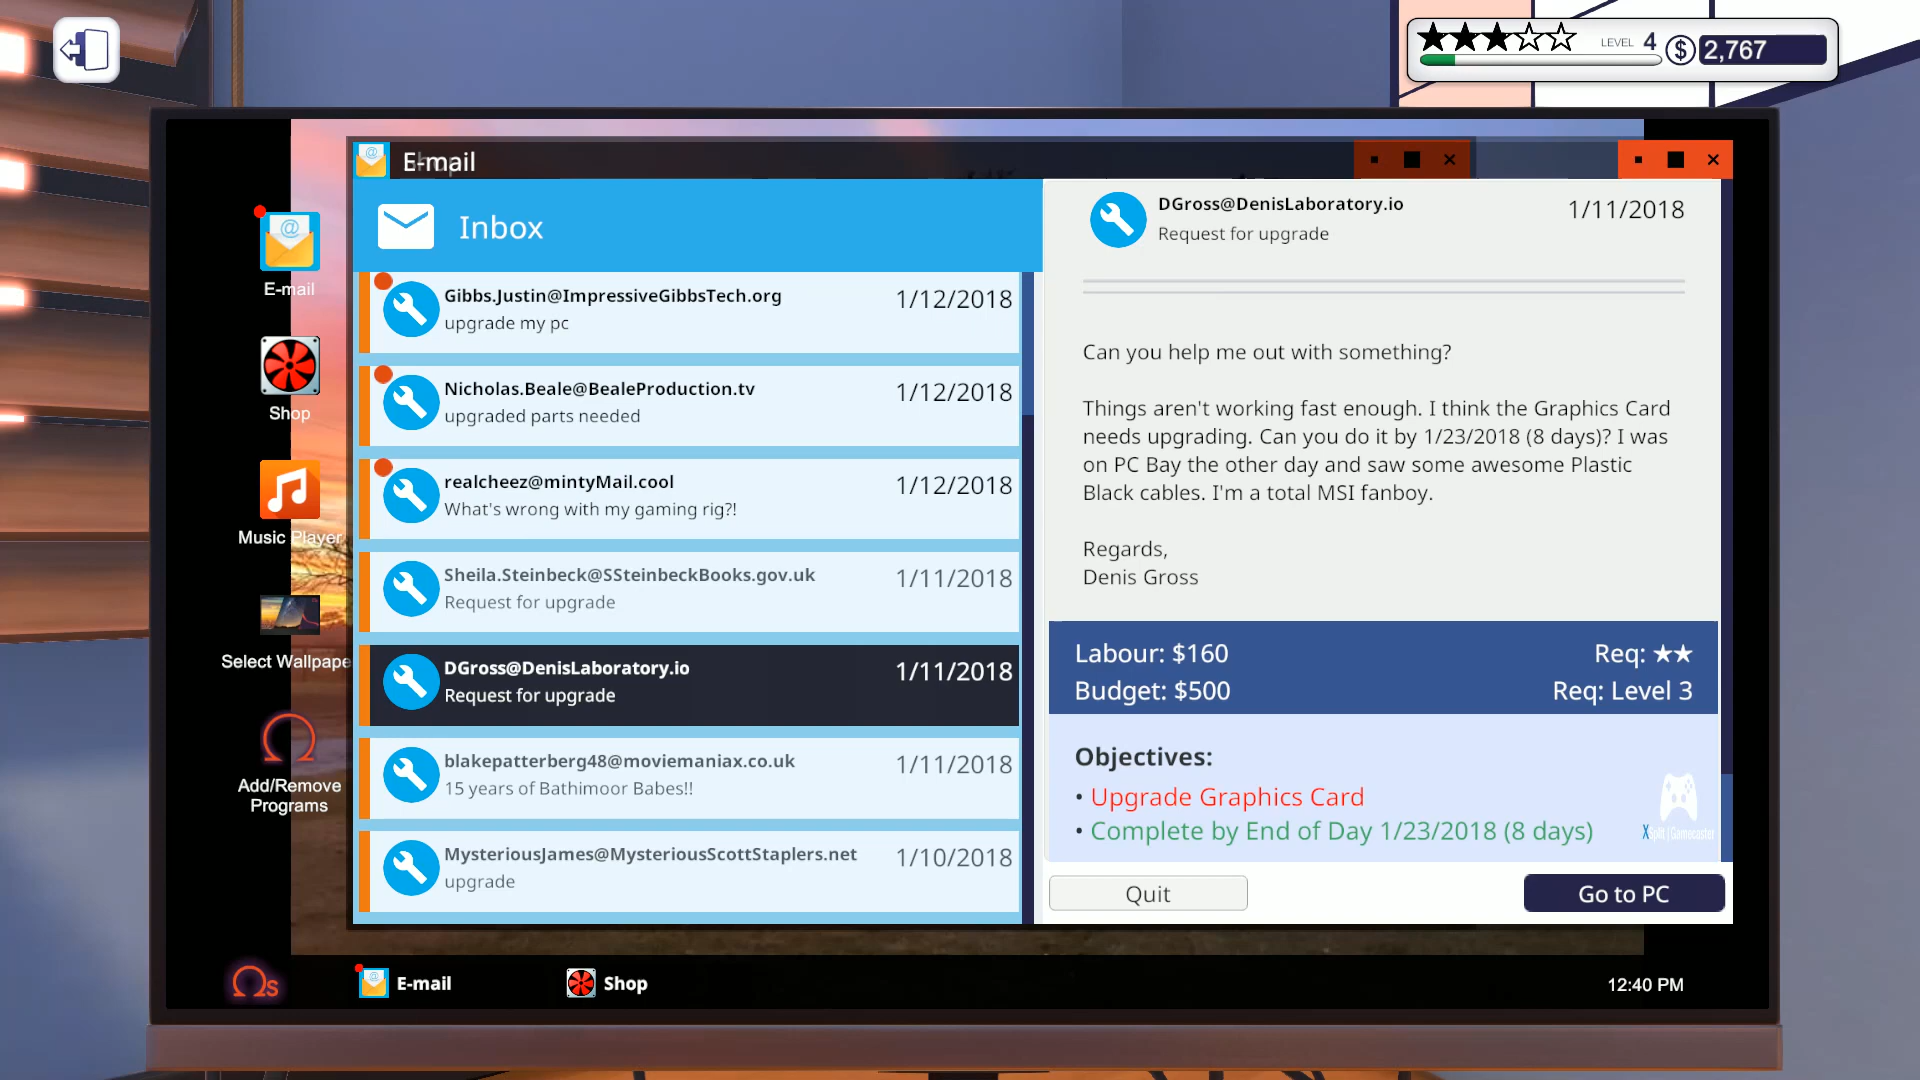 LEVEL 4 $ 2,767
E-mail
Inbox
Gibbs.Justin@ImpressiveGibbsTech.org 1/12/2018
upgrade my pc
Nicholas.Beale@BealeProduction.tv 1/12/2018
upgraded parts needed
realcheez@mintyMail.cool 1/12/2018
What's wrong with my gaming rig?!
Sheila.Steinbeck@SSteinbeckBooks.gov.uk 1/11/2018
Request for upgrade
DGross@DenisLaboratory.io 1/11/2018
Request for upgrade
blakepatterberg48@moviemaniax.co.uk 1/11/2018
15 years of Bathimoor Babes!!
MysteriousJames@MysteriousScottStaplers.net 1/10/2018
upgrade
DGross@DenisLaboratory.io 1/11/2018
Request for upgrade
Can you help me out with something?
Things aren't working fast enough. I think the Graphics Card
needs upgrading. Can you do it by 1/23/2018 (8 days)? I was
on PC Bay the other day and saw some awesome Plastic
Black cables. I'm a total MSI fanboy.
Regards,
Denis Gross
Labour: $160 Req: ★★
Budget: $500 Req: Level 3
Objectives:
• Upgrade Graphics Card
• Complete by End of Day 1/23/2018 (8 days)
XSplit | Gamecaster
Quit Go to PC
E-mail
Shop
Music Player
Select Wallpape
Add/Remove
Programs
Ωs E-mail Shop 12:40 PM